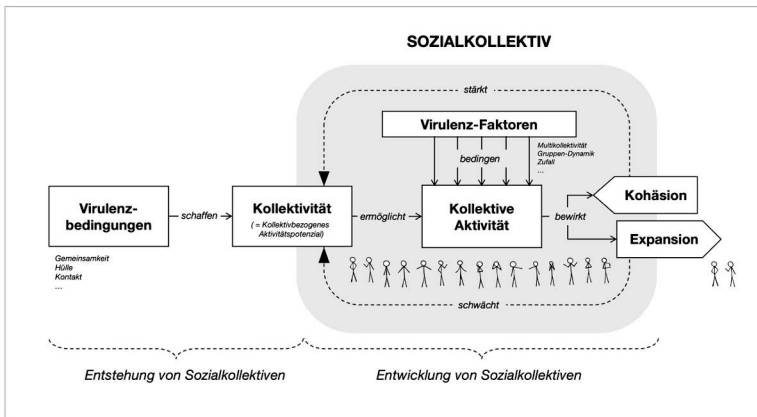 SOZIALKOLLEKTIV
stärkt
Virulenz-Faktoren
bedingen
Multikollektivität
Gruppen-Dynamik
Zufall
...
Virulenz-
bedingungen
schaffen
Kollektivität
( = Kollektivbezogenes
Aktivitätspotenzial)
ermöglicht
Kollektive
Aktivität
bewirkt
Kohäsion
Expansion
Gemeinsamkeit
Hülle
Kontakt
...
schwächt
Entstehung von Sozialkollektiven
Entwicklung von Sozialkollektiven